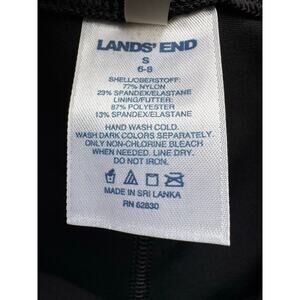 LANDS' END
S
6-8
SHELL/OBERSTOFF:
77% NYLON
23% SPANDEX/ELASTANE
LINING/FUTTER:
87% POLYESTER
13% SPANDEX/ELASTANE
HAND WASH COLD.
WASH DARK COLORS SEPARATELY.
ONLY NON-CHLORINE BLEACH
WHEN NEEDED. LINE DRY.
DO NOT IRON.
MADE IN SRI LANKA
RN 62830